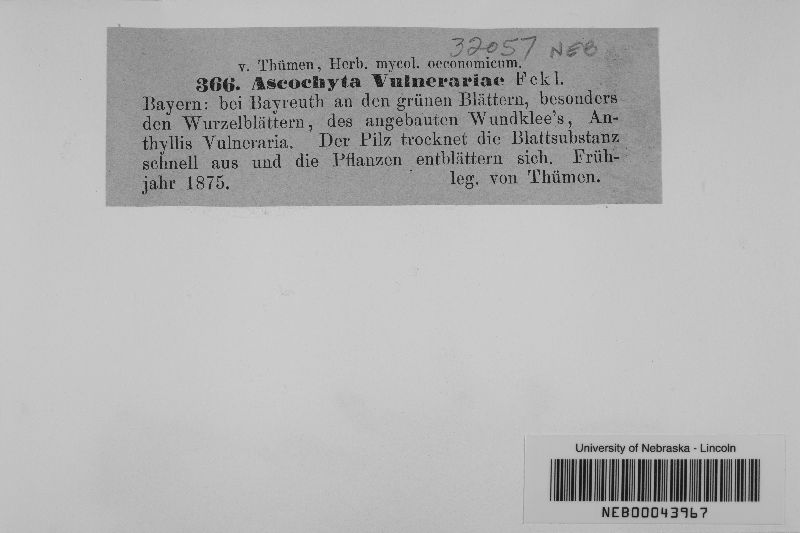 32057 NEB
v. Thümen, Herb. mycol. oeconomicum.
366. Ascochyta Vulnerariae Fckl.
Bayern: bei Bayreuth an den grünen Blättern, besonders
den Wurzelblättern, des angebauten Wundklee's, An-
thyllis Vulneraria. Der Pilz trocknet die Blattsubstanz
schnell aus und die Pflanzen entblättern sich. Früh-
jahr 1875. leg. von Thümen.
University of Nebraska - Lincoln
NEB00043967